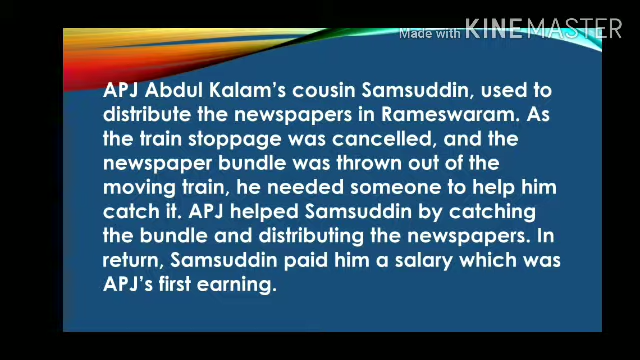 Made with KINEMASTER
APJ Abdul Kalam's cousin Samsuddin, used to
distribute the newspapers in Rameswaram. As
the train stoppage was cancelled, and the
newspaper bundle was thrown out of the
moving train, he needed someone to help him
catch it. APJ helped Samsuddin by catching
the bundle and distributing the newspapers. In
return, Samsuddin paid him a salary which was
APJ's first earning.